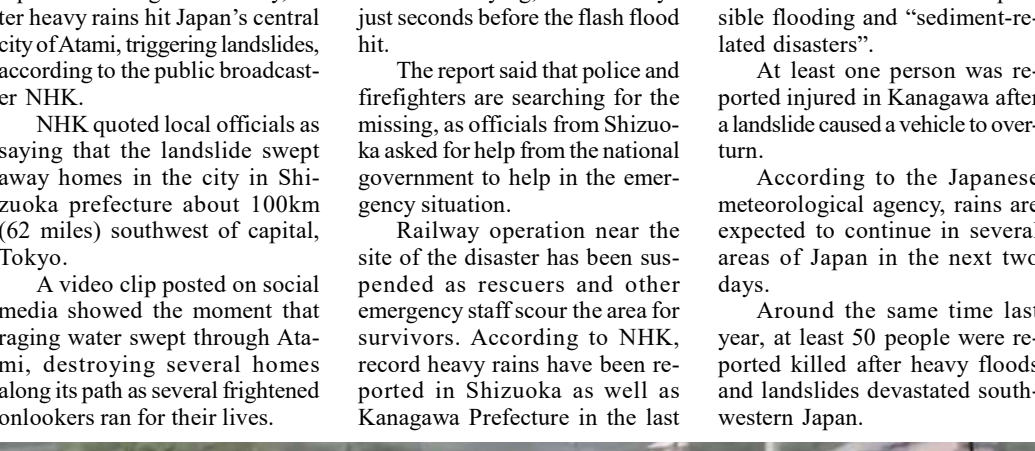 ter heavy rains hit Japan’s central
city of Atami, triggering landslides,
according to the public broadcast-
er NHK.
NHK quoted local officials as
saying that the landslide swept
away homes in the city in Shi-
zuoka prefecture about 100km
(62 miles) southwest of capital,
Tokyo.
A video clip posted on social
media showed the moment that
raging water swept through Ata-
mi, destroying several homes
along its path as several frightened
onlookers ran for their lives.
just seconds before the flash flood
hit.
The report said that police and
firefighters are searching for the
missing, as officials from Shizuo-
ka asked for help from the national
government to help in the emer-
gency situation.
Railway operation near the
site of the disaster has been sus-
pended as rescuers and other
emergency staff scour the area for
survivors. According to NHK,
record heavy rains have been re-
ported in Shizuoka as well as
Kanagawa Prefecture in the last
sible flooding and “sediment-re-
lated disasters”.
At least one person was re-
ported injured in Kanagawa after
a landslide caused a vehicle to over-
turn.
According to the Japanese
meteorological agency, rains are
expected to continue in several
areas of Japan in the next two
days.
Around the same time last
year, at least 50 people were re-
ported killed after heavy floods
and landslides devastated south-
western Japan.